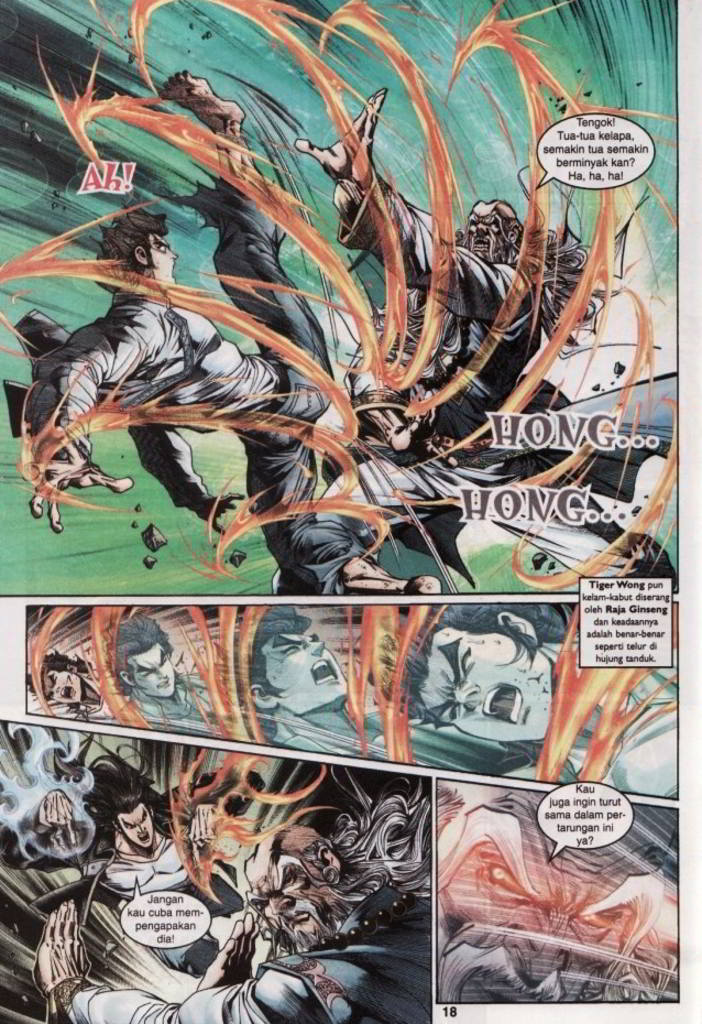 Tengok!
Tua-tua kelapa,
semakin tua semakin
berminyak kan?
Ha, ha, ha!
Ah!
HONG...
HONG...
Tiger Wong pun
kelam-kabut diserang
oleh Raja Ginseng
dan keadaannya
adalah benar-benar
seperti telur di
hujung tanduk.
Jangan
kau cuba mem-
pengapakan
dia!
Kau
juga ingin turut
sama dalam per-
tarungan ini
ya?
18